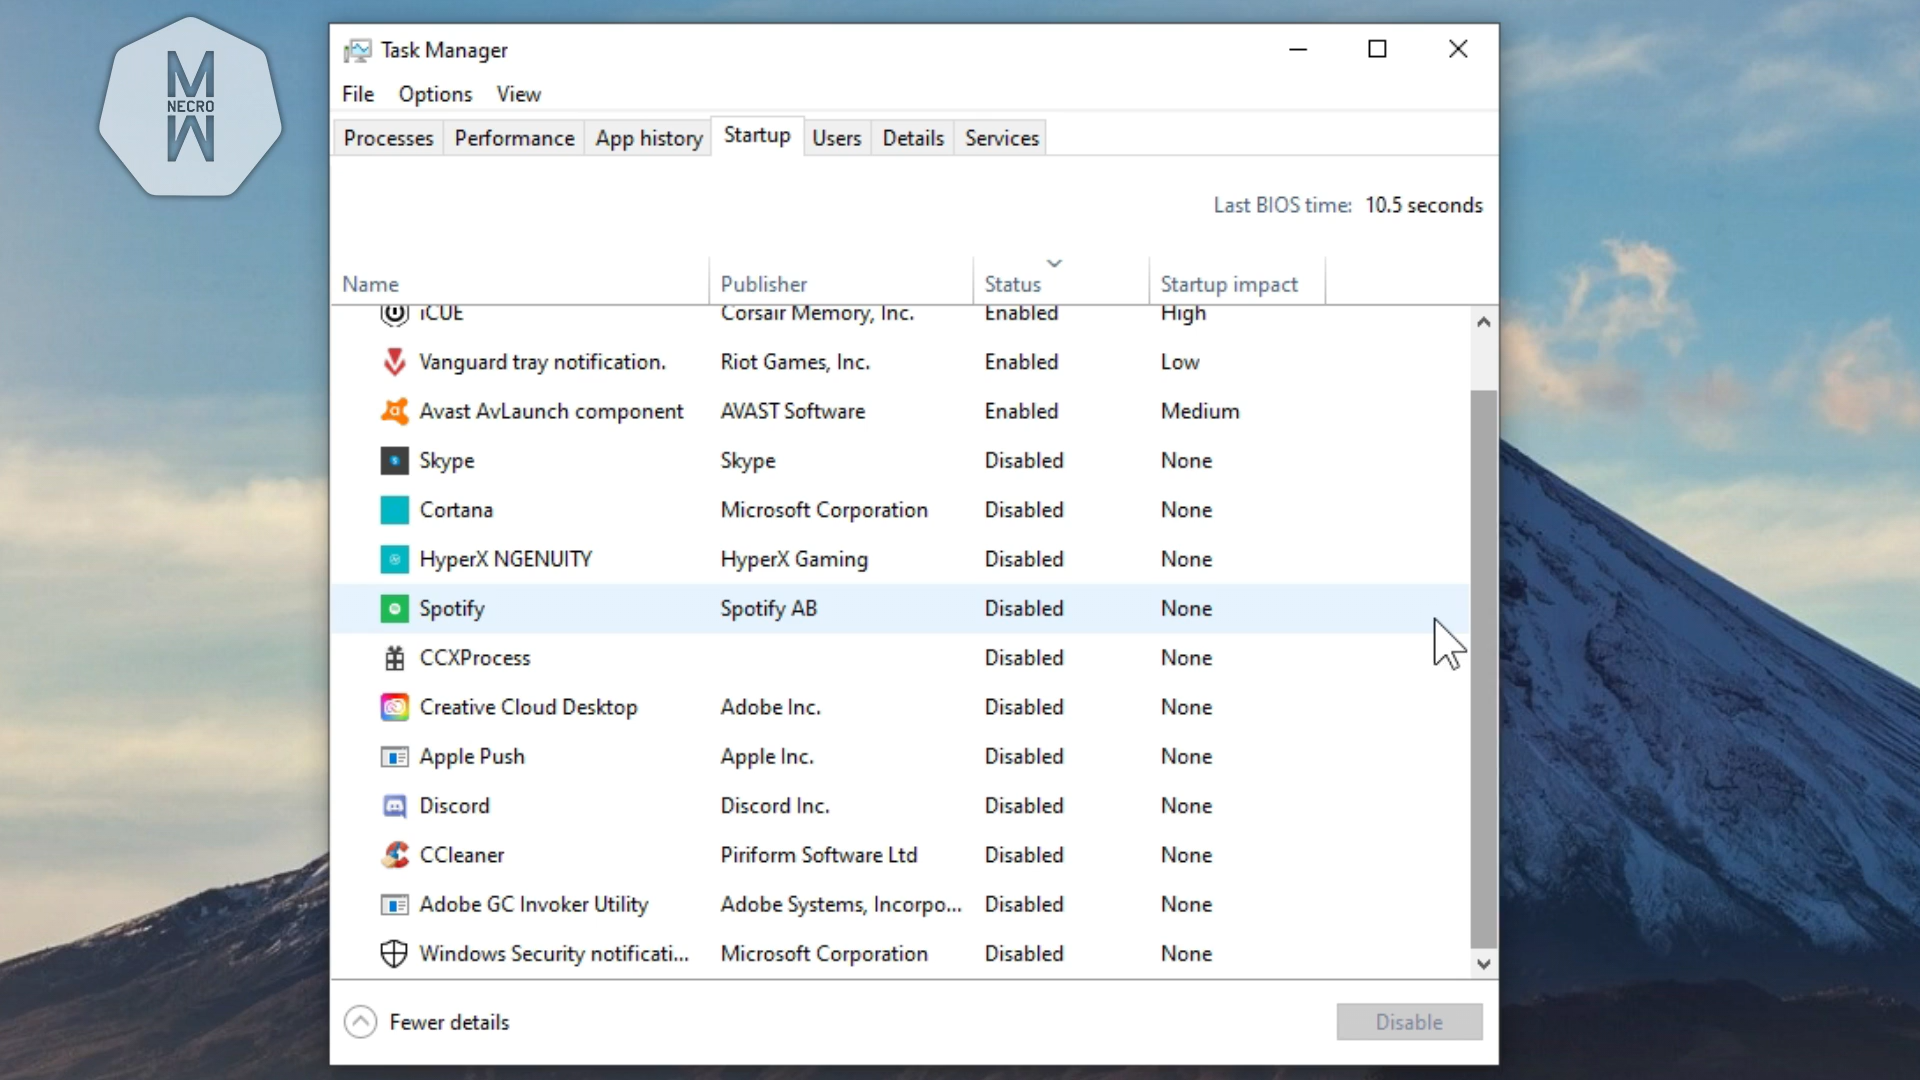 M
NECRO
M
Task Manager
File Options View
Processes Performance App history Startup Users Details Services
Last BIOS time: 10.5 seconds
Name Publisher Status Startup impact
iCUE Corsair Memory, Inc. Enabled High
Vanguard tray notification. Riot Games, Inc. Enabled Low
Avast AvLaunch component AVAST Software Enabled Medium
Skype Skype Disabled None
Cortana Microsoft Corporation Disabled None
HyperX NGENUITY HyperX Gaming Disabled None
Spotify Spotify AB Disabled None
CCXProcess Disabled None
Creative Cloud Desktop Adobe Inc. Disabled None
Apple Push Apple Inc. Disabled None
Discord Discord Inc. Disabled None
CCleaner Piriform Software Ltd Disabled None
Adobe GC Invoker Utility Adobe Systems, Incorpo... Disabled None
Windows Security notificati... Microsoft Corporation Disabled None
Fewer details Disable